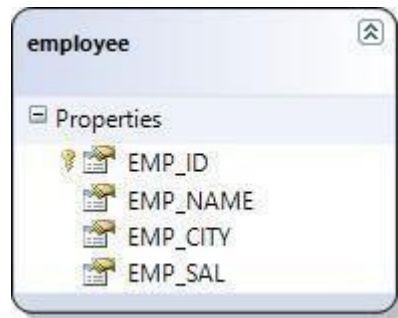 employee
Properties
EMP_ID
EMP_NAME
EMP_CITY
EMP_SAL